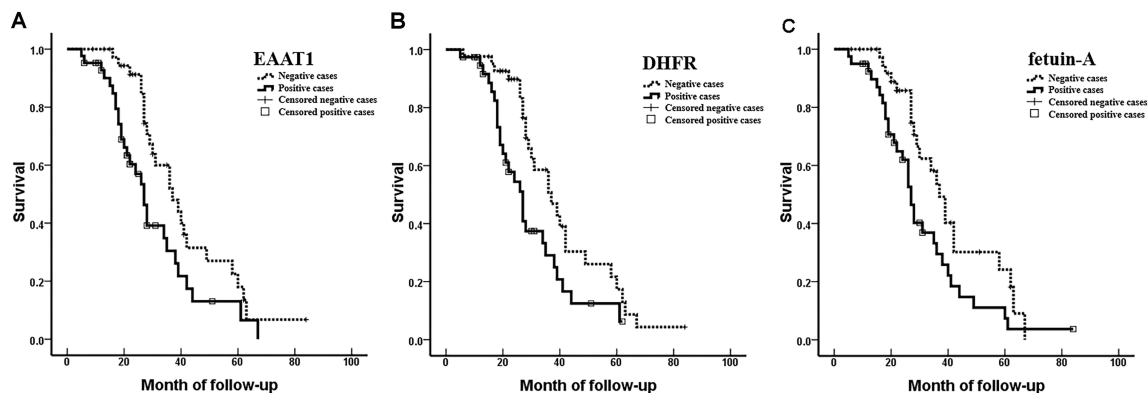 A
EAAT1
Negative cases
Positive cases
Censored negative cases
Censored positive cases
Survival
1.0
0.8
0.6
0.4
0.2
0.0
0 20 40 60 80 100
Month of follow-up
B
DHFR
Negative cases
Positive cases
Censored negative cases
Censored positive cases
Survival
1.0
0.8
0.6
0.4
0.2
0.0
0 20 40 60 80 100
Month of follow-up
C
fetuin-A
Negative cases
Positive cases
Censored negative cases
Censored positive cases
Survival
1.0
0.8
0.6
0.4
0.2
0.0
0 20 40 60 80 100
Month of follow-up